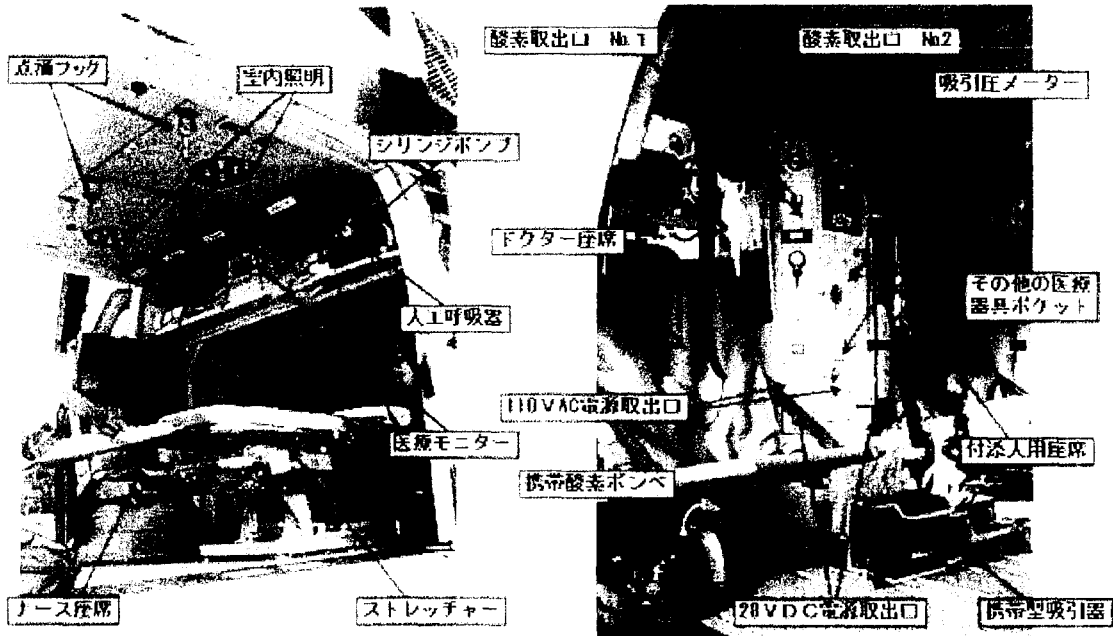 点滴フック
室内照明
シリンジポンプ
人工呼吸器
医療モニター
ナース座席
ストレッチャー
酸素取出口 No.1
酸素取出口 No.2
吸引圧メーター
ドクター座席
その他の医療
器具ポケット
110VAC電源取出口
付添人用座席
携帯酸素ボンベ
28VDC電源取出口
携帯型吸引器